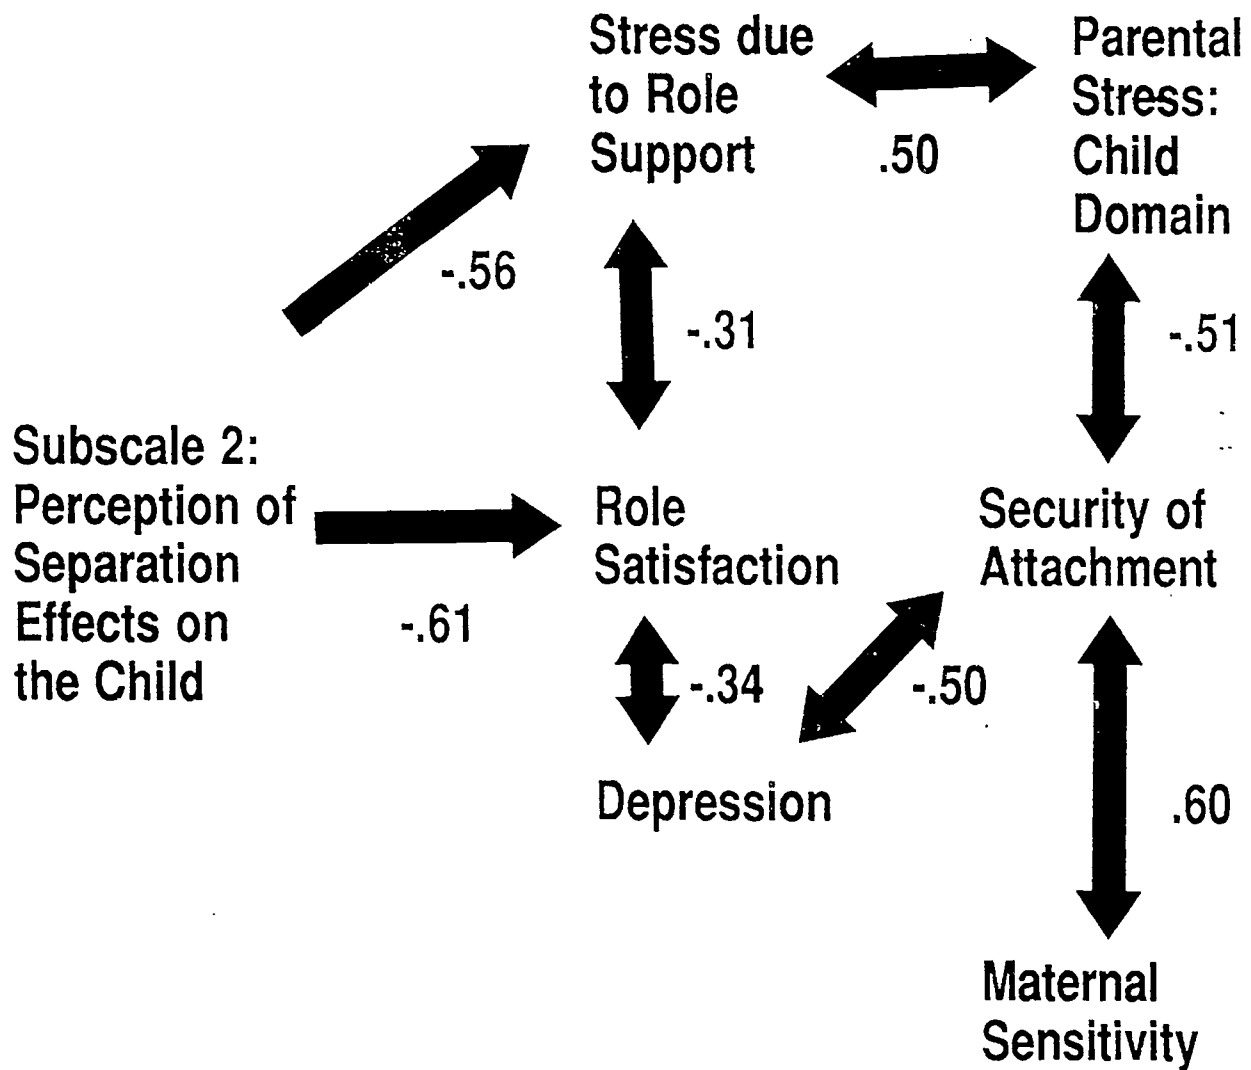 Stress due
to Role
Support
.50
Parental
Stress:
Child
Domain
-.56
-.31
-.51
Subscale 2:
Perception of
Separation
Effects on
the Child
-.61
Role
Satisfaction
Security of
Attachment
-.34
-.50
Depression
.60
Maternal
Sensitivity